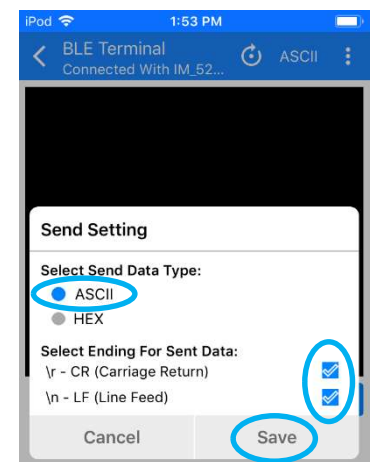 iPod 1:53 PM
BLE Terminal
Connected With IM_52... ASCII
Send Setting
Select Send Data Type:
ASCII
HEX
Select Ending For Sent Data:
\r - CR (Carriage Return)
\n - LF (Line Feed)
Cancel Save